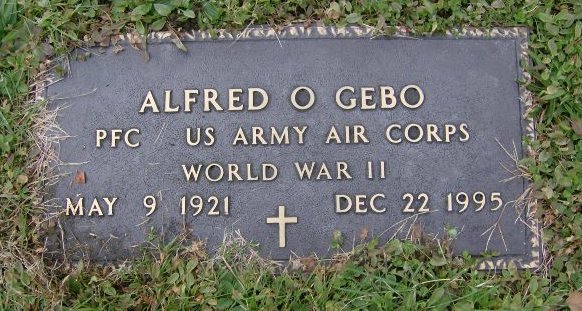 ALFRED O GEBO
PFC US ARMY AIR CORPS
WORLD WAR II
MAY 9 1921 DEC 22 1995